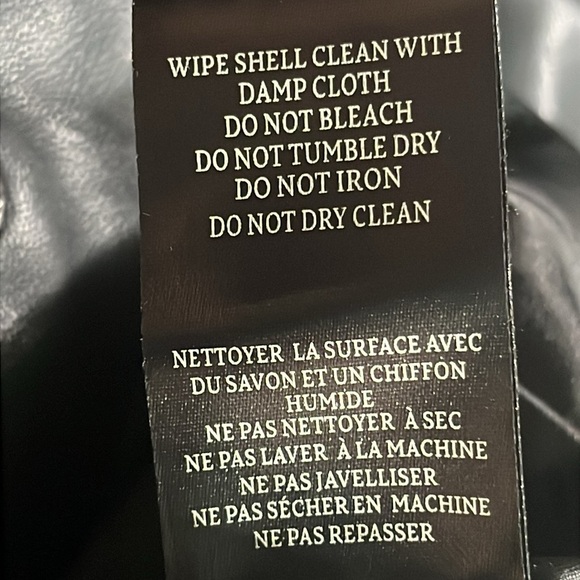 WIPE SHELL CLEAN WITH
DAMP CLOTH
DO NOT BLEACH
DO NOT TUMBLE DRY
DO NOT IRON
DO NOT DRY CLEAN
NETTOYER LA SURFACE AVEC
DU SAVON ET UN CHIFFON
HUMIDE
NE PAS NETTOYER À SEC
NE PAS LAVER À LA MACHINE
NE PAS JAVELLISER
NE PAS SÉCHER EN MACHINE
NE PAS REPASSER